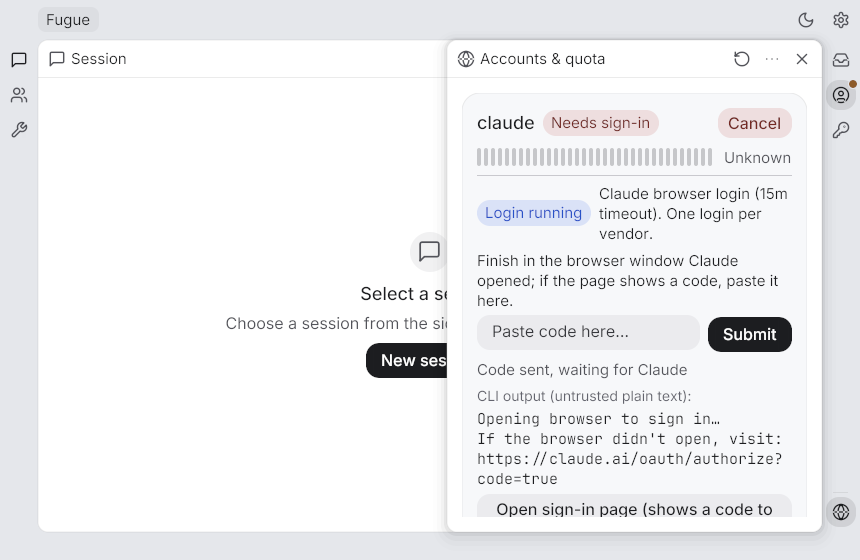 Fugue
Session
Accounts & quota
claude
Needs sign-in
Cancel
Unknown
Login running
Claude browser login (15m
timeout). One login per
vendor.
Finish in the browser window Claude
opened; if the page shows a code, paste it
here.
Paste code here...
Submit
Code sent, waiting for Claude
CLI output (untrusted plain text):
Opening browser to sign in…
If the browser didn't open, visit:
https://claude.ai/oauth/authorize?
code=true
Open sign-in page (shows a code to
Select a se
Choose a session from the si
New ses